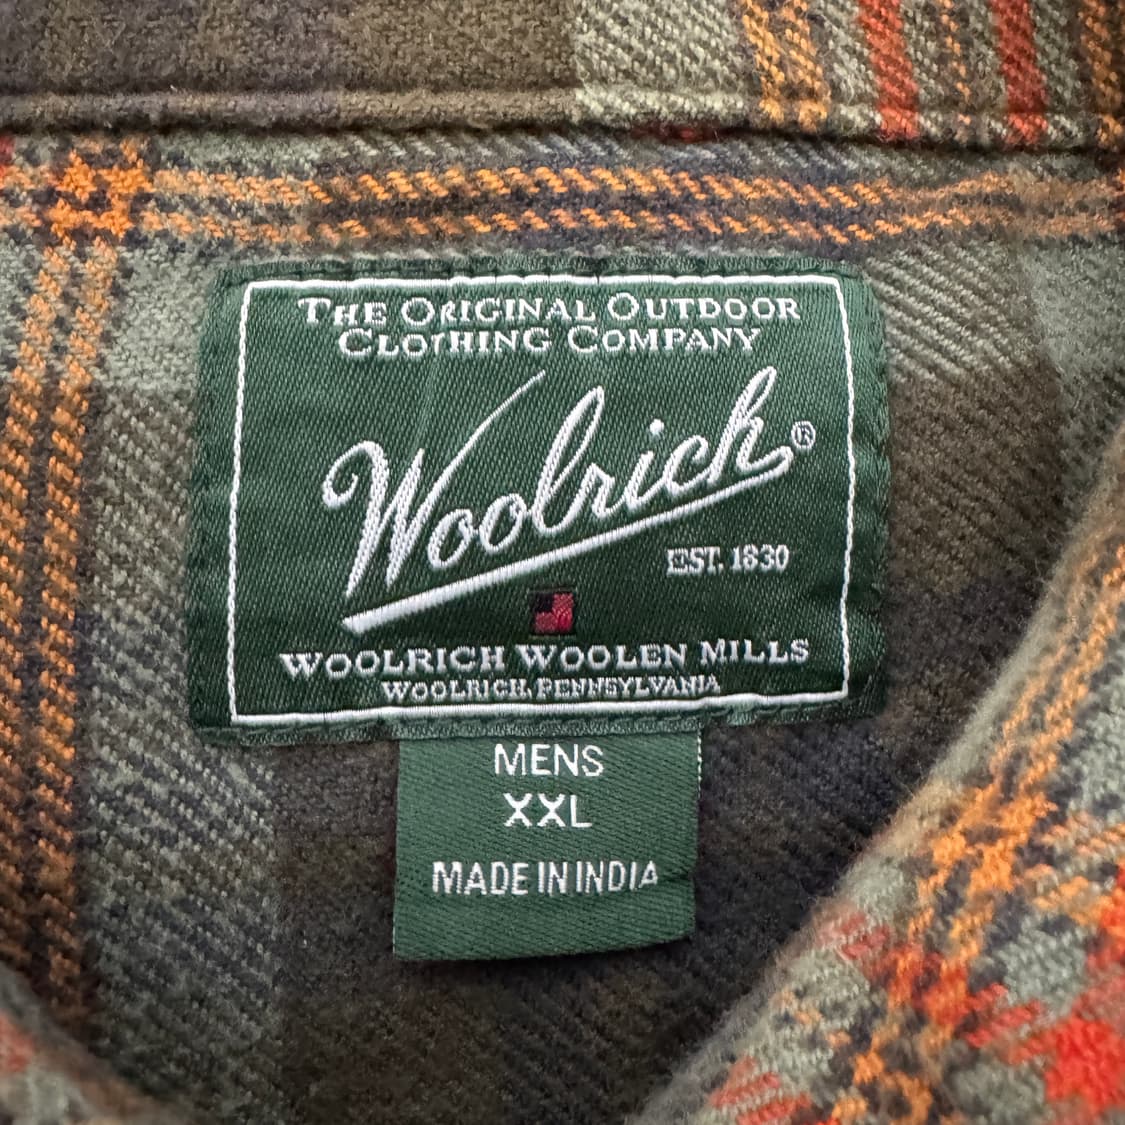 THE ORIGINAL OUTDOOR
CLOTHING COMPANY
Woolrich®
EST. 1830
WOOLRICH WOOLEN MILLS
WOOLRICH, PENNSYLVANIA
MENS
XXL
MADE IN INDIA